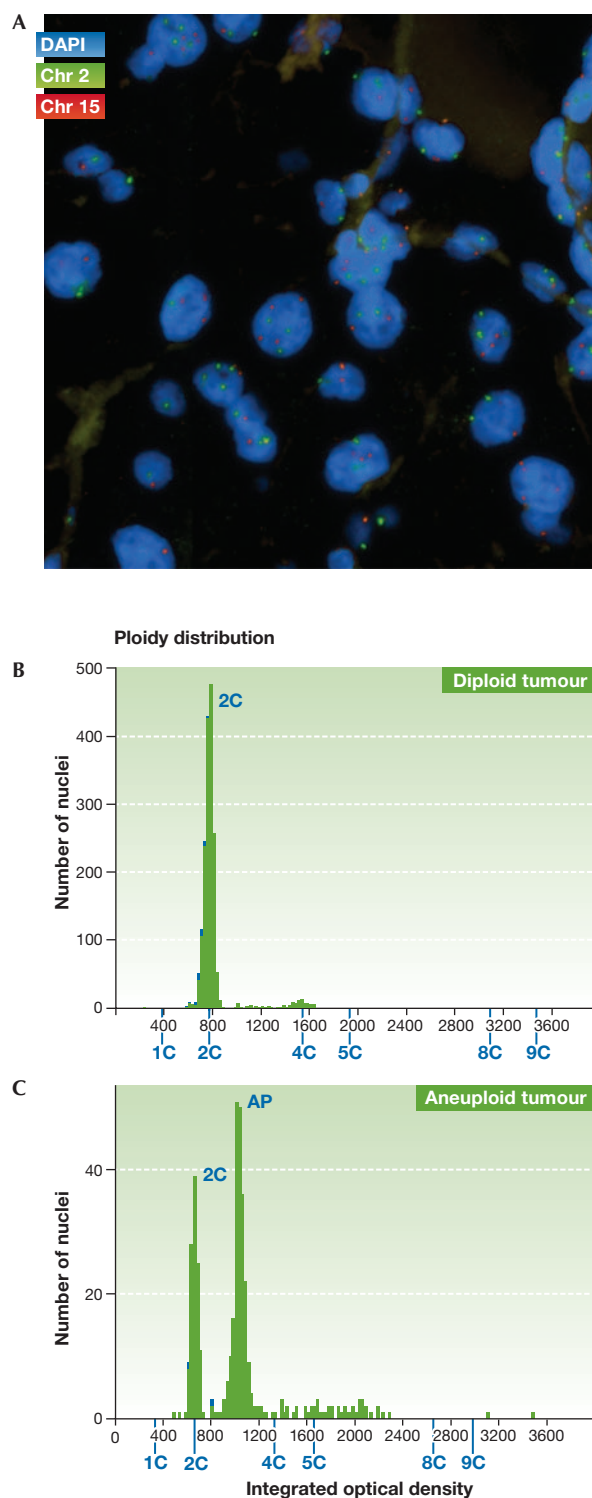 A
DAPI
Chr 2
Chr 15
Ploidy distribution
B
Diploid tumour
2C
Number of nuclei
500
400
300
200
100
0
400 800 1200 1600 2000 2400 2800 3200 3600
1C 2C 4C 5C 8C 9C
C
Aneuploid tumour
AP
2C
Number of nuclei
40
20
0
0 400 800 1200 1600 2000 2400 2800 3200 3600
1C 2C 4C 5C 8C 9C
Integrated optical density